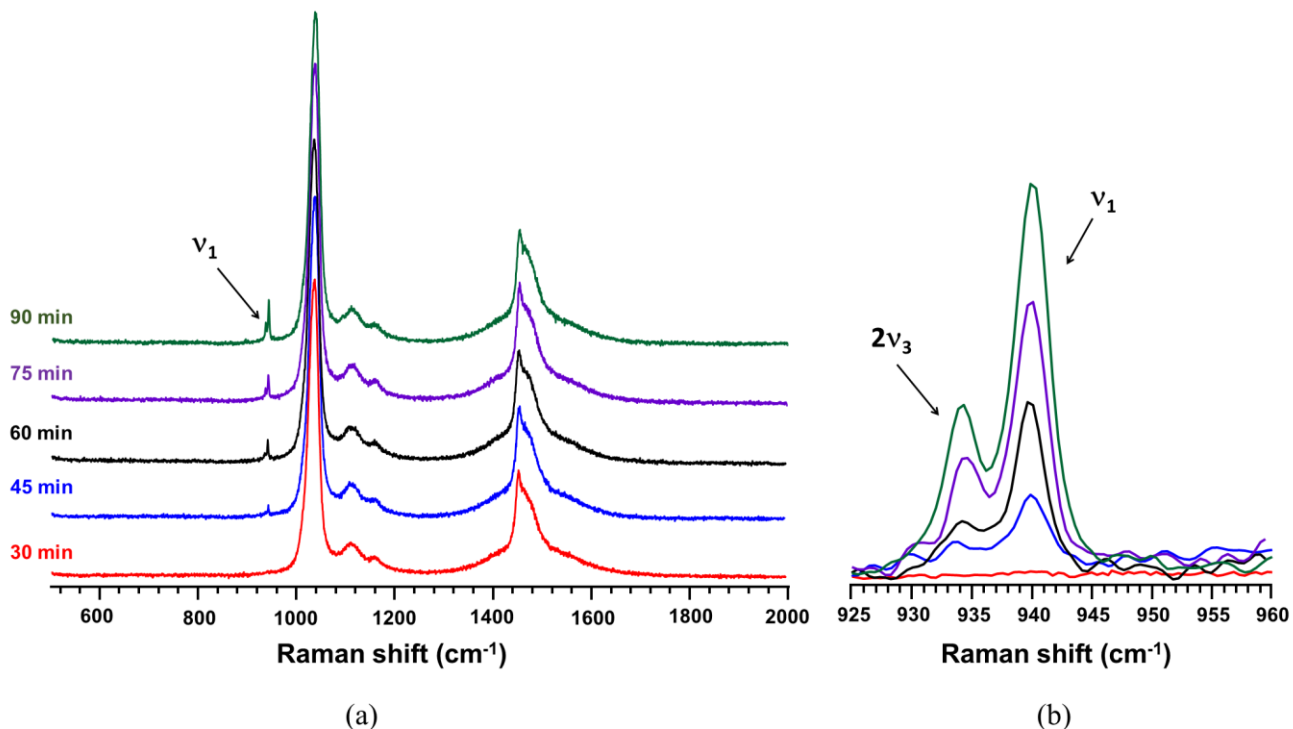 ν₁
90 min
75 min
60 min
45 min
30 min
600 800 1000 1200 1400 1600 1800 2000
Raman shift (cm⁻¹)
(a)
ν₁
2ν₃
925 930 935 940 945 950 955 960
Raman shift (cm⁻¹)
(b)